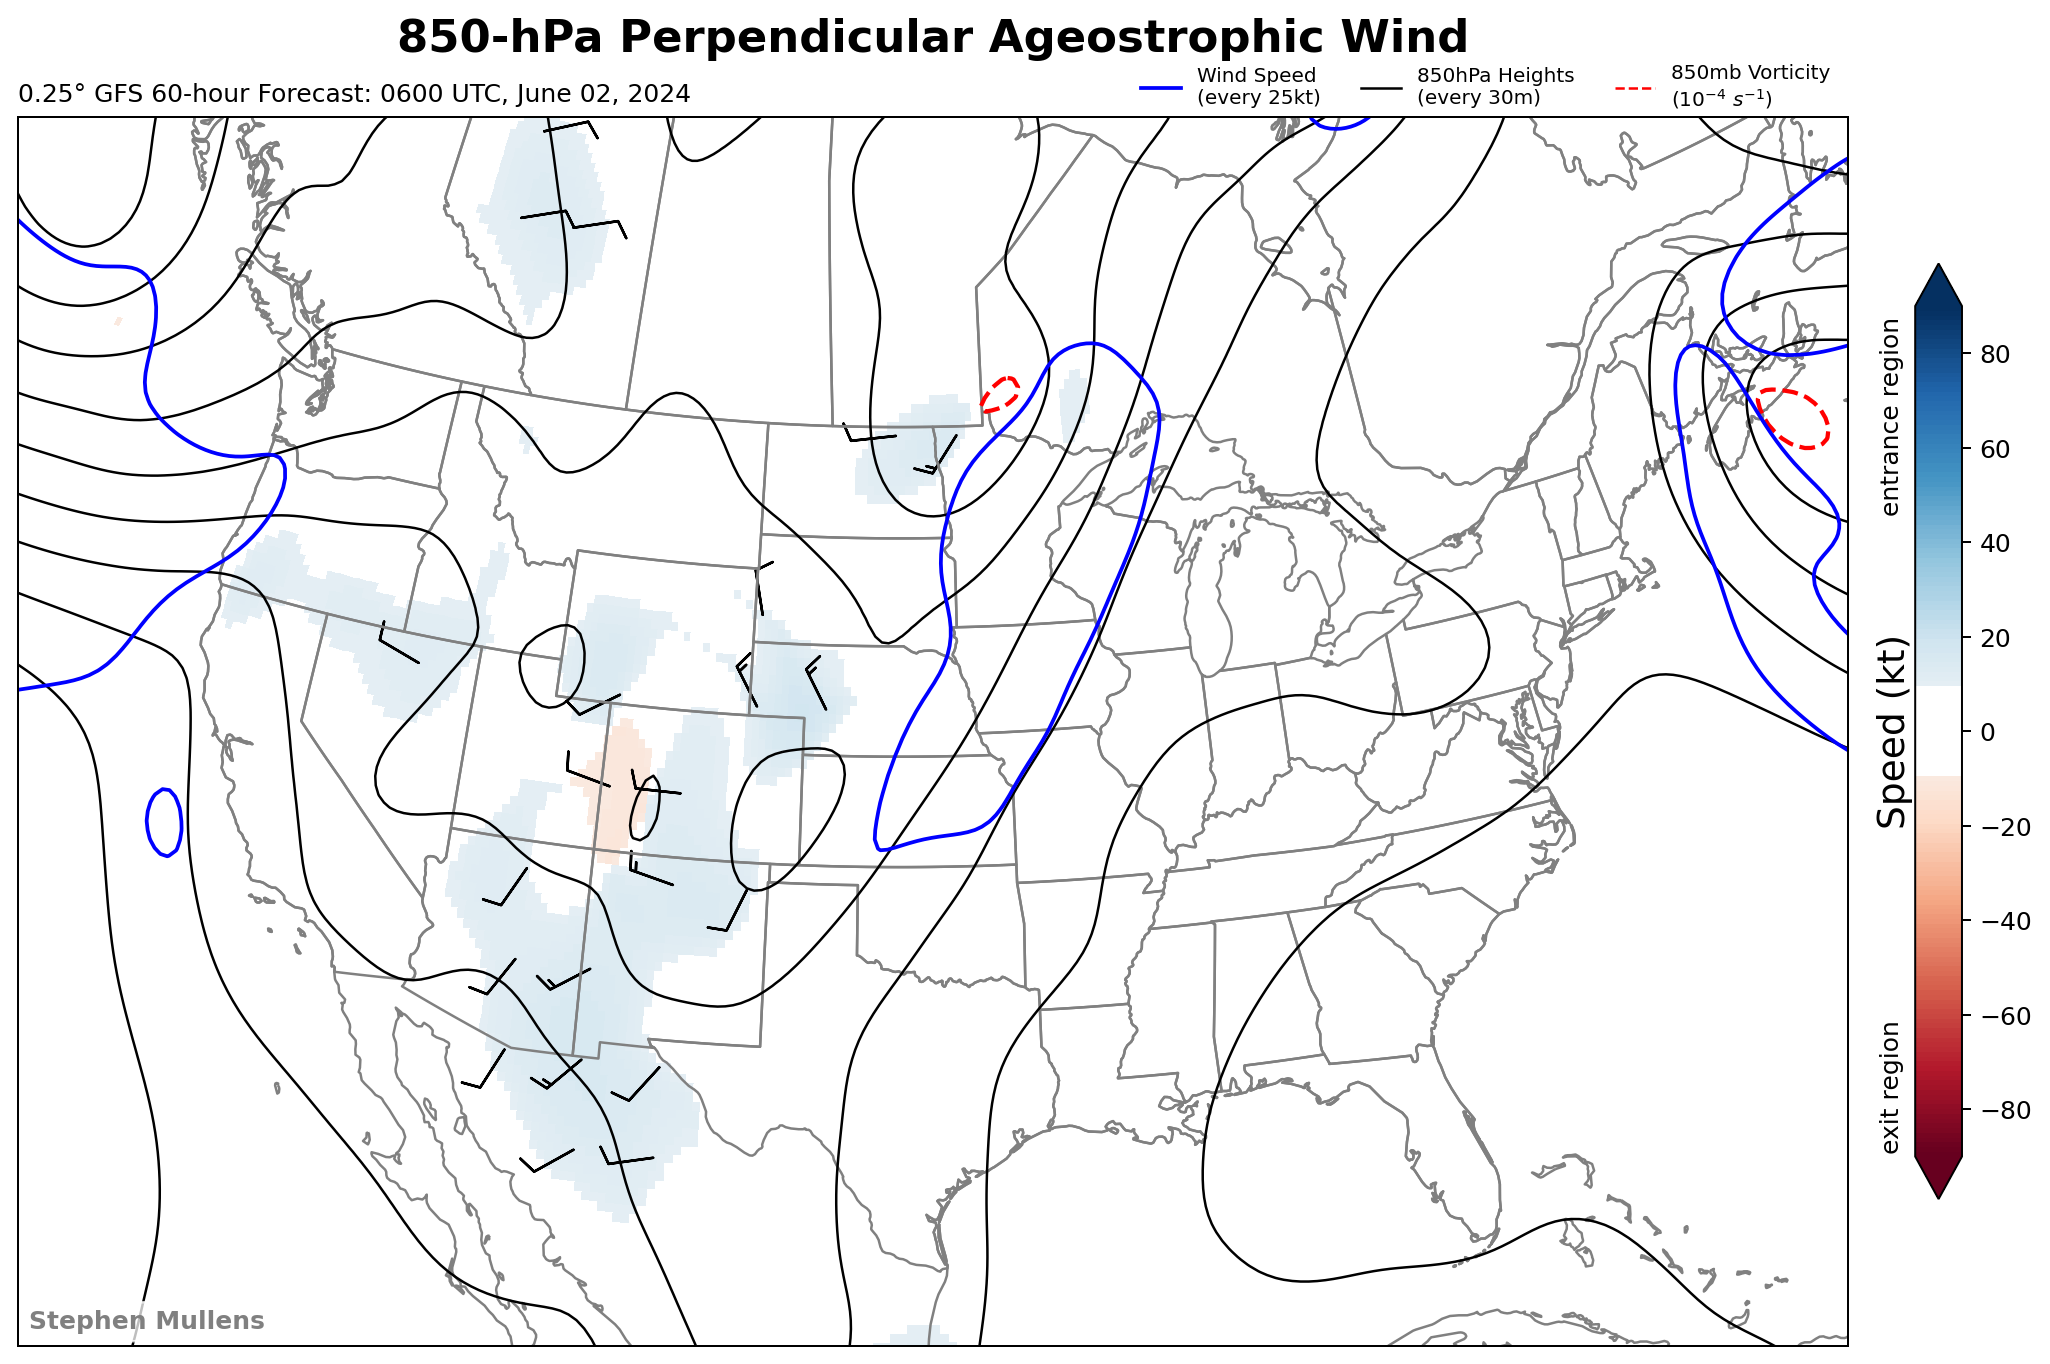 850-hPa Perpendicular Ageostrophic Wind
0.25° GFS 60-hour Forecast: 0600 UTC, June 02, 2024
Wind Speed
(every 25kt)
850hPa Heights
(every 30m)
850mb Vorticity
(10⁻⁴ s⁻¹)
entrance region
Speed (kt)
exit region
80
60
40
20
0
−20
−40
−60
−80
Stephen Mullens